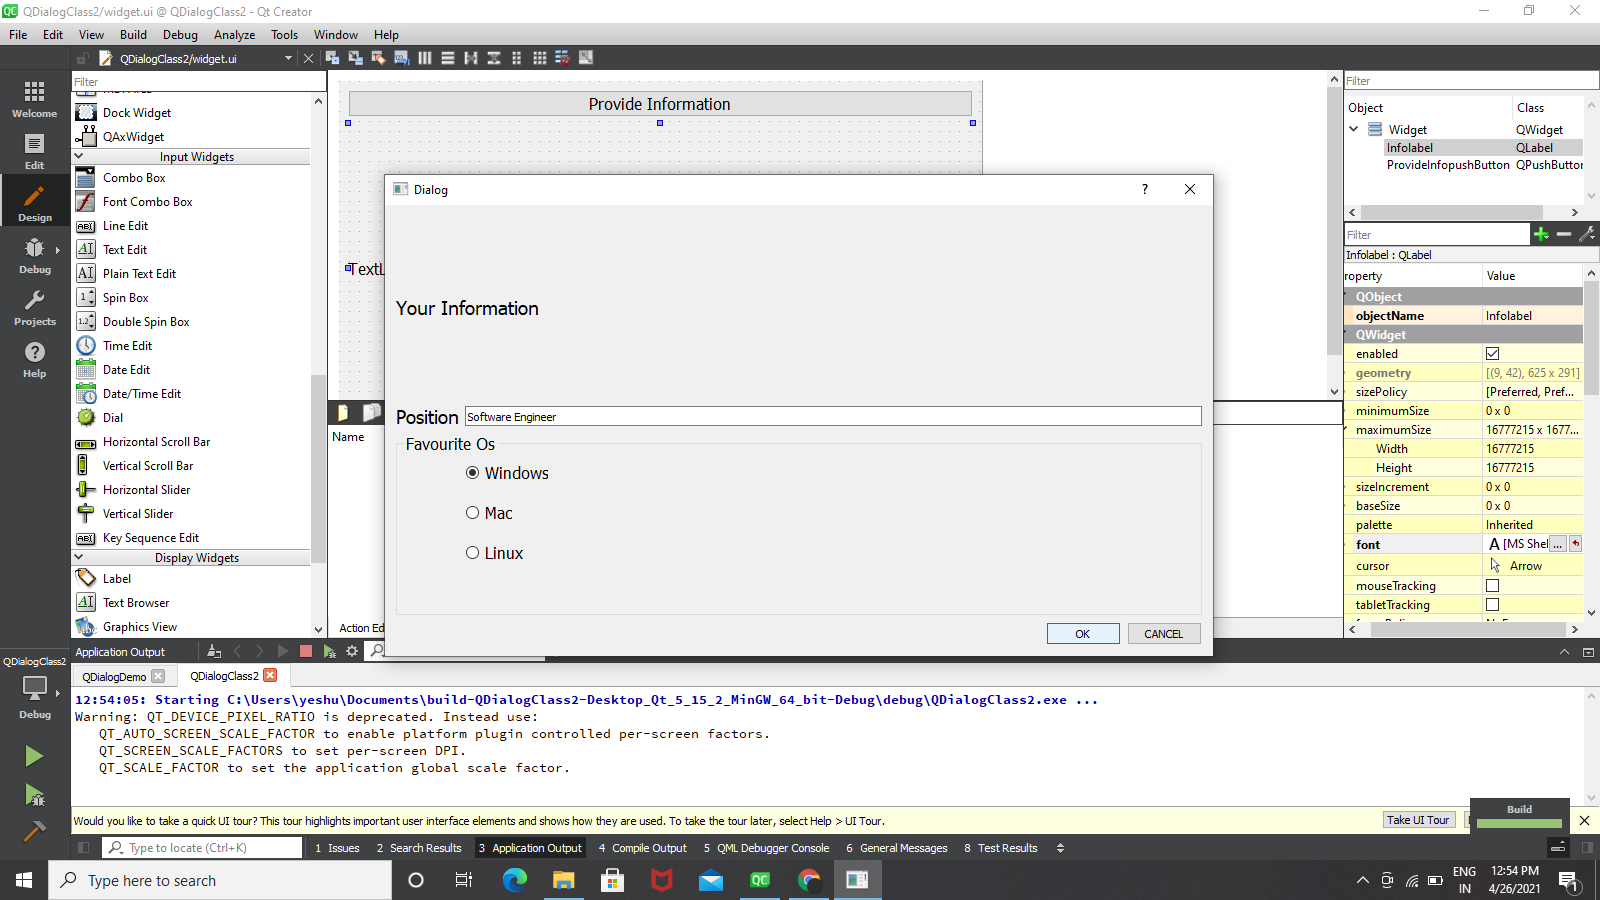 QDialogClass2/widget.ui @ QDialogClass2 - Qt Creator
File Edit View Build Debug Analyze Tools Window Help
QDialogClass2/widget.ui
Welcome
Edit
Design
Debug
Projects
Help
QDialogClass2
Debug
Filter
Dock Widget
QAxWidget
Input Widgets
Combo Box
Font Combo Box
Line Edit
Text Edit
Plain Text Edit
Spin Box
Double Spin Box
Time Edit
Date Edit
Date/Time Edit
Dial
Horizontal Scroll Bar
Vertical Scroll Bar
Horizontal Slider
Vertical Slider
Key Sequence Edit
Display Widgets
Label
Text Browser
Graphics View
Provide Information
TextL
Name
Action Ed
Dialog
Your Information
Position Software Engineer
Favourite Os
Windows
Mac
Linux
OK CANCEL
Filter
Object Class
Widget QWidget
Infolabel QLabel
ProvideInfopushButton QPushButtor
Filter
Infolabel : QLabel
roperty Value
QObject
objectName Infolabel
QWidget
enabled
geometry [(9, 42), 625 x 291]
sizePolicy [Preferred, Pref...
minimumSize 0 x 0
maximumSize 16777215 x 1677...
Width 16777215
Height 16777215
sizeIncrement 0 x 0
baseSize 0 x 0
palette Inherited
font A [MS Shel ...
cursor Arrow
mouseTracking
tabletTracking
Application Output
QDialogDemo QDialogClass2
12:54:05: Starting C:\Users\yeshu\Documents\build-QDialogClass2-Desktop_Qt_5_15_2_MinGW_64_bit-Debug\debug\QDialogClass2.exe ...
Warning: QT_DEVICE_PIXEL_RATIO is deprecated. Instead use:
QT_AUTO_SCREEN_SCALE_FACTOR to enable platform plugin controlled per-screen factors.
QT_SCREEN_SCALE_FACTORS to set per-screen DPI.
QT_SCALE_FACTOR to set the application global scale factor.
Would you like to take a quick UI tour? This tour highlights important user interface elements and shows how they are used. To take the tour later, select Help > UI Tour.
Take UI Tour
Build
Type to locate (Ctrl+K) 1 Issues 2 Search Results 3 Application Output 4 Compile Output 5 QML Debugger Console 6 General Messages 8 Test Results
Type here to search
ENG
IN
12:54 PM
4/26/2021
1